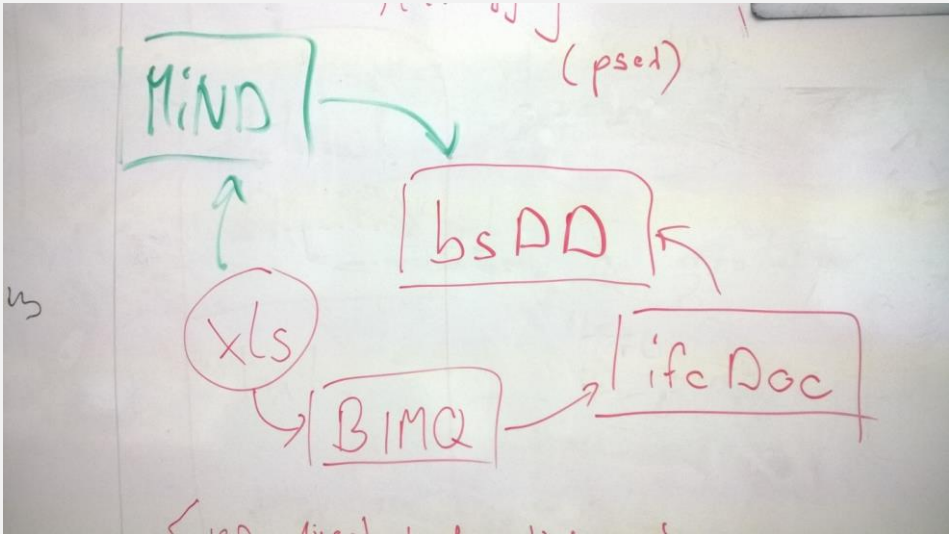 (psed)
MiND
bsDD
xls
ifcDoc
BIMQ